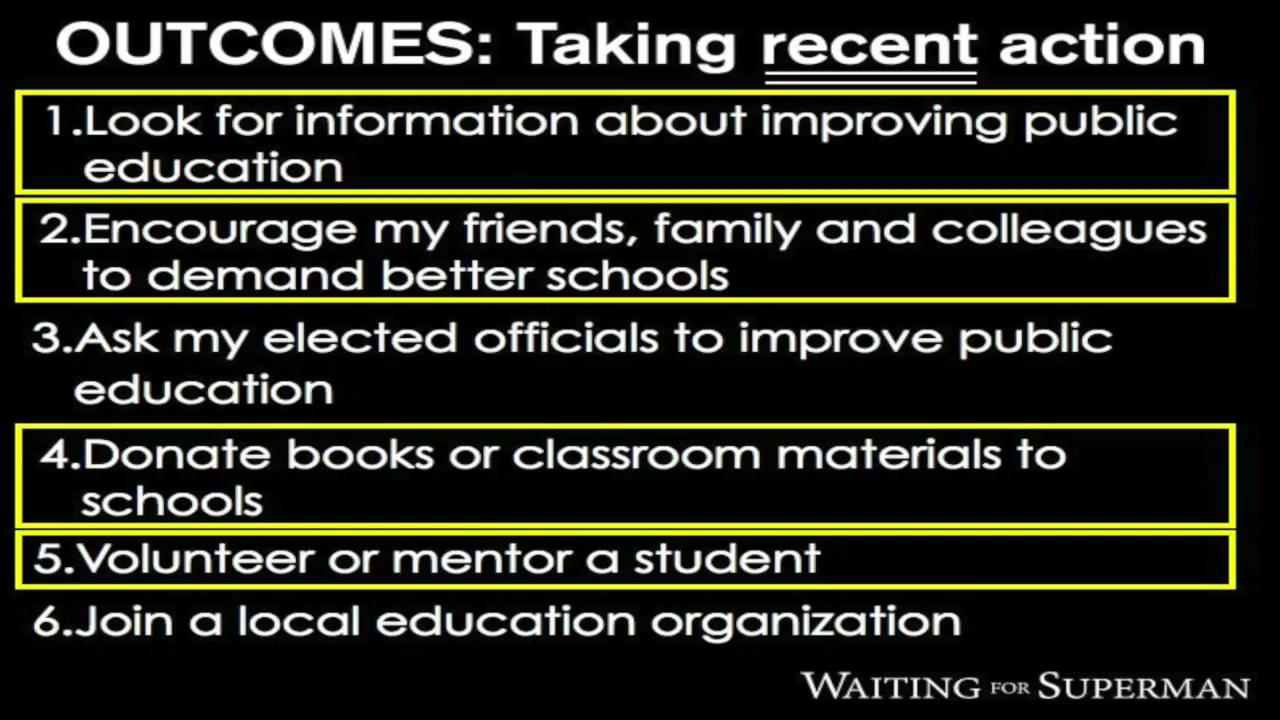 OUTCOMES: Taking recent action
1.Look for information about improving public
education
2.Encourage my friends, family and colleagues
to demand better schools
3.Ask my elected officials to improve public
education
4.Donate books or classroom materials to
schools
5.Volunteer or mentor a student
6.Join a local education organization
WAITING FOR SUPERMAN